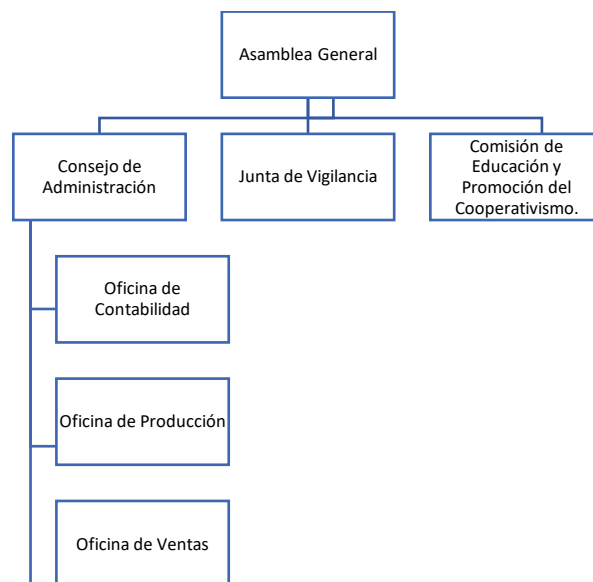 Asamblea General
Consejo de
Administración
Junta de Vigilancia
Comisión de
Educación y
Promoción del
Cooperativismo.
Oficina de
Contabilidad
Oficina de Producción
Oficina de Ventas